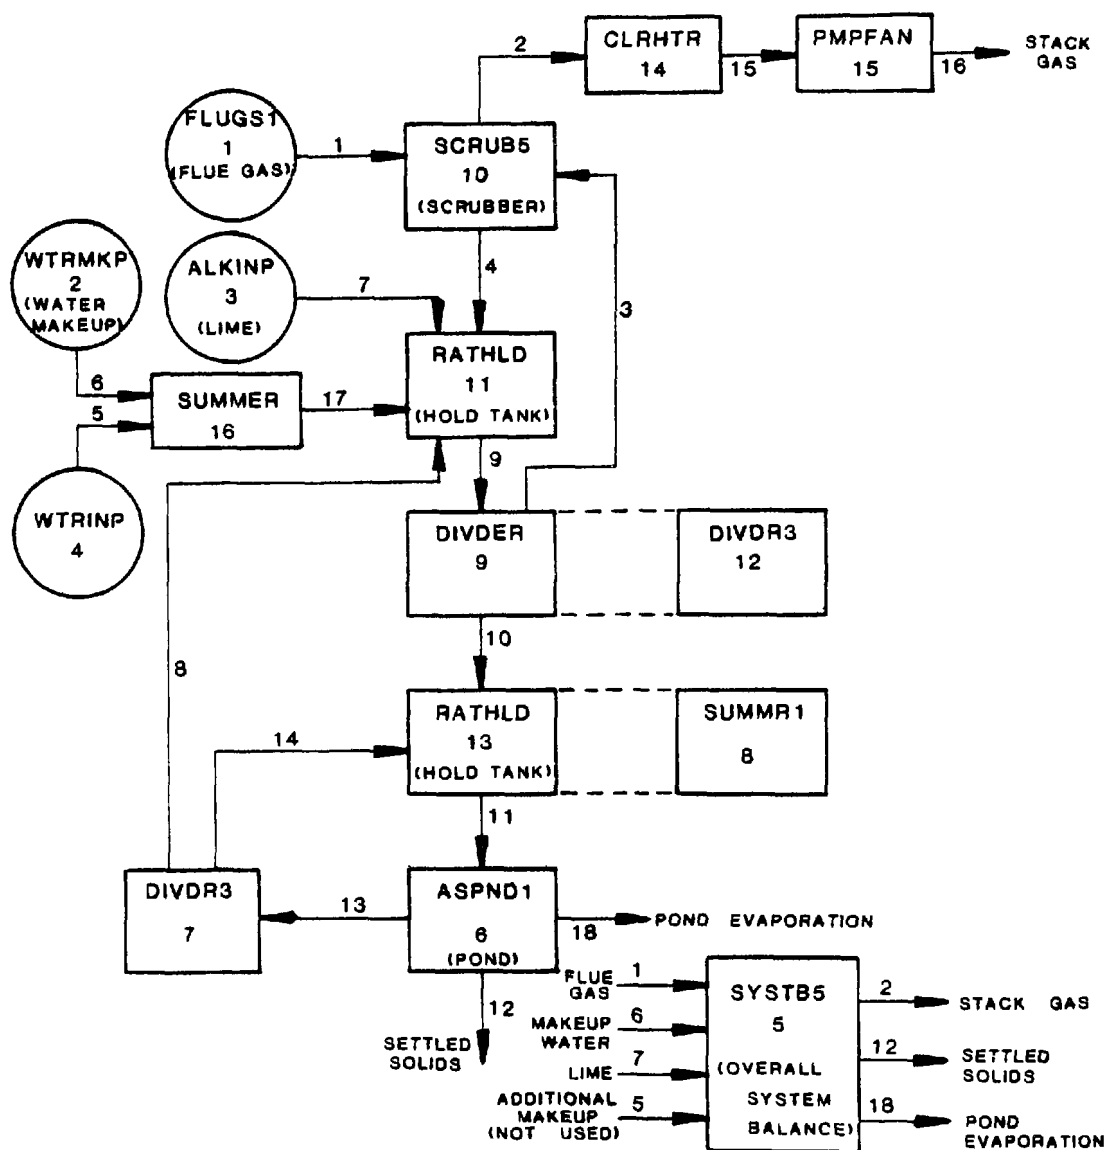 2
CLRHTR
14
15
PMPFAN
15
16
STACK
GAS
FLUGS1
1
(FLUE GAS)
1
SCRUB5
10
(SCRUBBER)
WTRMKP
2
(WATER
MAKEUP)
ALKINP
3
(LIME)
7
4
3
RATHLD
11
(HOLD TANK)
6
5
SUMMER
16
17
9
WTRINP
4
DIVDER
9
DIVDR3
12
10
8
RATHLD
13
(HOLD TANK)
SUMMR1
8
14
11
DIVDR3
7
13
ASPND1
6
(POND)
18
POND EVAPORATION
12
SETTLED
SOLIDS
FLUE
GAS
1
MAKEUP
WATER
6
LIME
7
ADDITIONAL
MAKEUP
(NOT USED)
5
SYSTB5
5
(OVERALL
SYSTEM
BALANCE)
2
STACK GAS
12
SETTLED
SOLIDS
18
POND
EVAPORATION